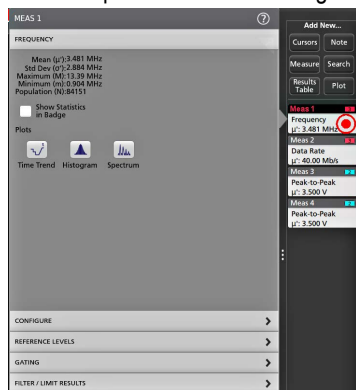 MEAS 1
?
FREQUENCY
Mean (µ'):3.481 MHz
Std Dev (σ'):2.884 MHz
Maximum (M):13.39 MHz
Minimum (m):0.904 MHz
Population (N):84151
Show Statistics
in Badge
Plots
Time Trend Histogram Spectrum
CONFIGURE
REFERENCE LEVELS
GATING
FILTER / LIMIT RESULTS
Add New...
Cursors Note
Measure Search
Results Table Plot
Meas 1
Frequency
µ': 3.481 MHz
Meas 2
Data Rate
µ': 40.00 Mb/s
Meas 3
Peak-to-Peak
µ': 3.500 V
Meas 4
Peak-to-Peak
µ': 3.500 V